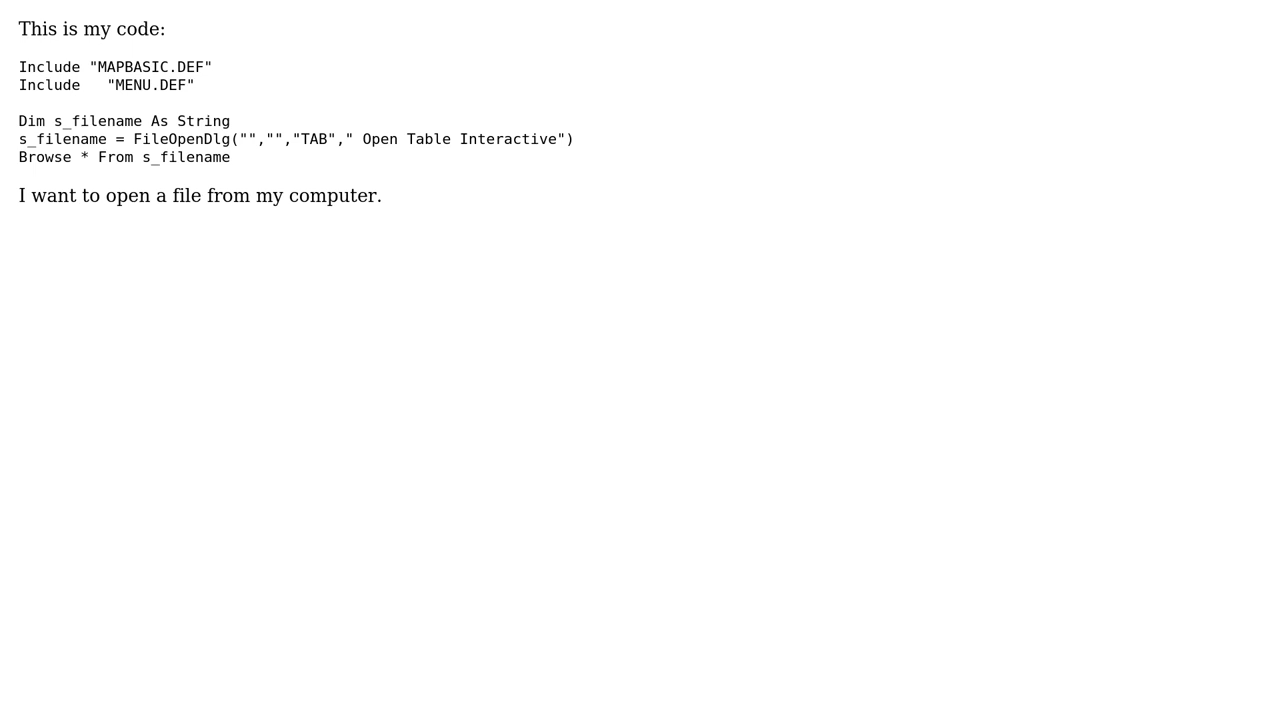 This is my code:
Include "MAPBASIC.DEF"
Include   "MENU.DEF"
Dim s_filename As String
s_filename = FileOpenDlg("","","TAB"," Open Table Interactive")
Browse * From s_filename
I want to open a file from my computer.